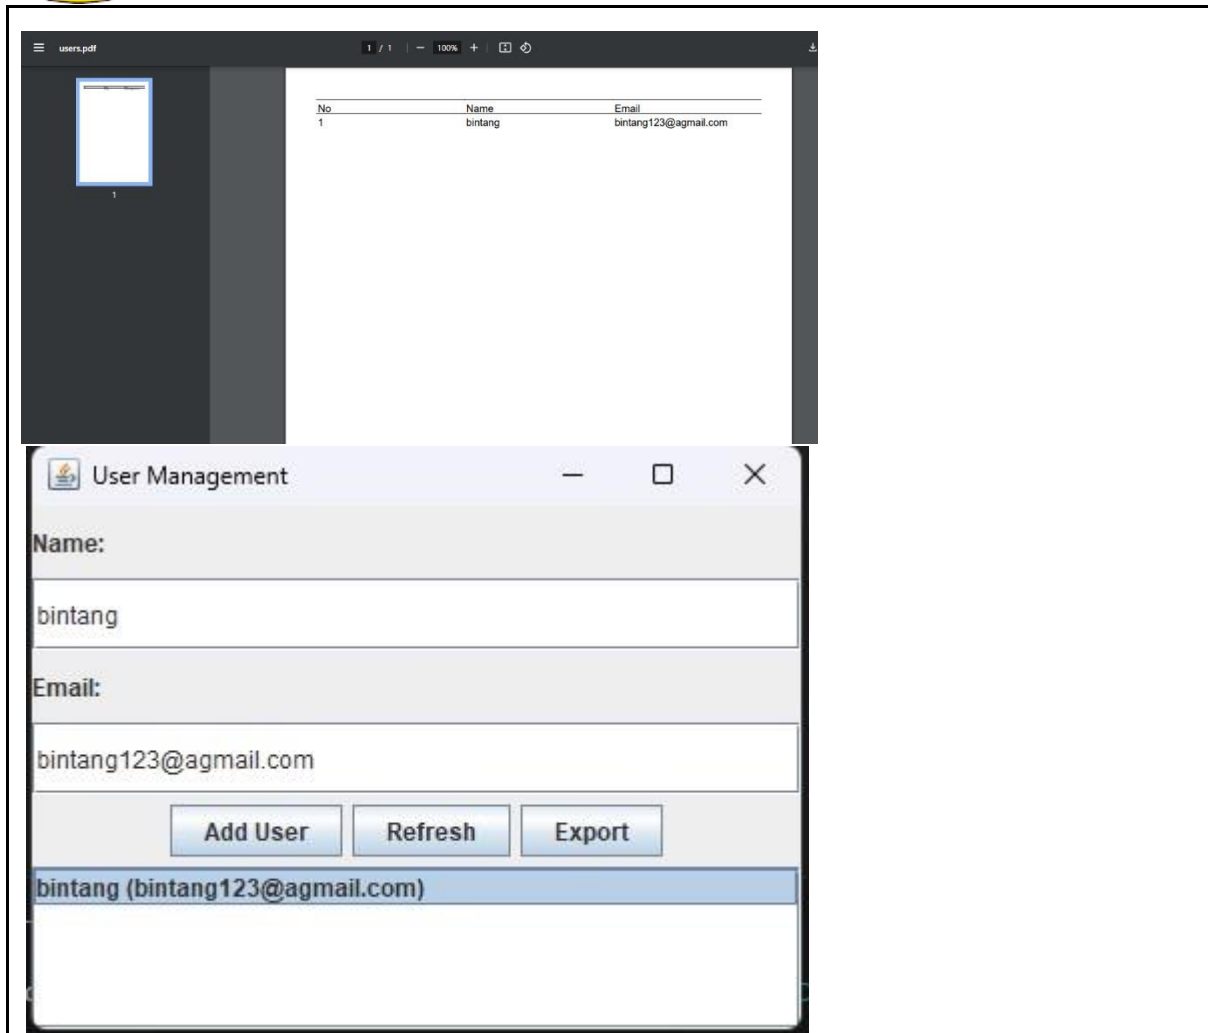 users.pdf 1 / 1 100%
No Name Email
1 bintang bintang123@agmail.com
1
User Management
Name:
bintang
Email:
bintang123@agmail.com
Add User Refresh Export
bintang (bintang123@agmail.com)